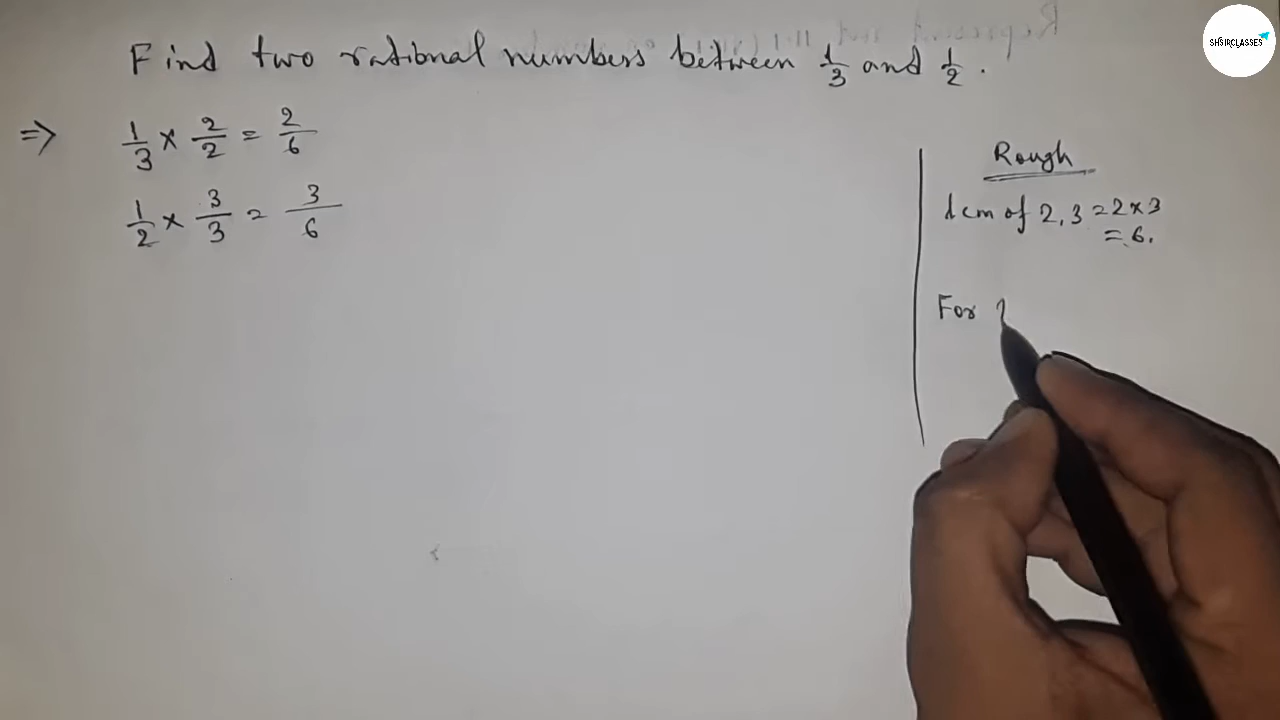 Find two rational numbers between 1/3 and 1/2.
⇒ 1/3 × 2/2 = 2/6
1/2 × 3/3 = 3/6
Rough
lcm of 2, 3 = 2×3
= 6.
For
SHSIRCLASSES